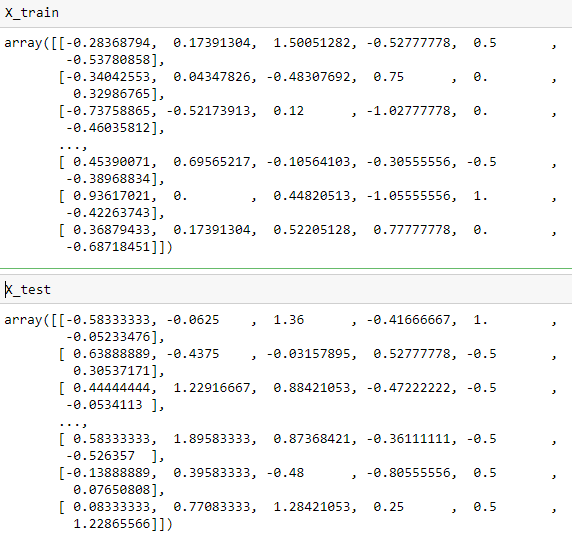 X_train
array([[-0.28368794,  0.17391304,  1.50051282, -0.52777778,  0.5       ,
        -0.53780858],
       [-0.34042553,  0.04347826, -0.48307692,  0.75      ,  0.        ,
         0.32986765],
       [-0.73758865, -0.52173913,  0.12      , -1.02777778,  0.        ,
        -0.46035812],
       ...,
       [ 0.45390071,  0.69565217, -0.10564103, -0.30555556, -0.5       ,
        -0.38968834],
       [ 0.93617021,  0.        ,  0.44820513, -1.05555556,  1.        ,
        -0.42263743],
       [ 0.36879433,  0.17391304,  0.52205128,  0.77777778,  0.        ,
        -0.68718451]])
X_test
array([[-0.58333333, -0.0625    ,  1.36      , -0.41666667,  1.        ,
        -0.05233476],
       [ 0.63888889, -0.4375    , -0.03157895,  0.52777778, -0.5       ,
         0.30537171],
       [ 0.44444444,  1.22916667,  0.88421053, -0.47222222, -0.5       ,
        -0.0534113 ],
       ...,
       [ 0.58333333,  1.89583333,  0.87368421, -0.36111111, -0.5       ,
        -0.526357  ],
       [-0.13888889,  0.39583333, -0.48      , -0.80555556,  0.5       ,
         0.07650808],
       [ 0.08333333,  0.77083333,  1.28421053,  0.25      ,  0.5       ,
         1.22865566]])